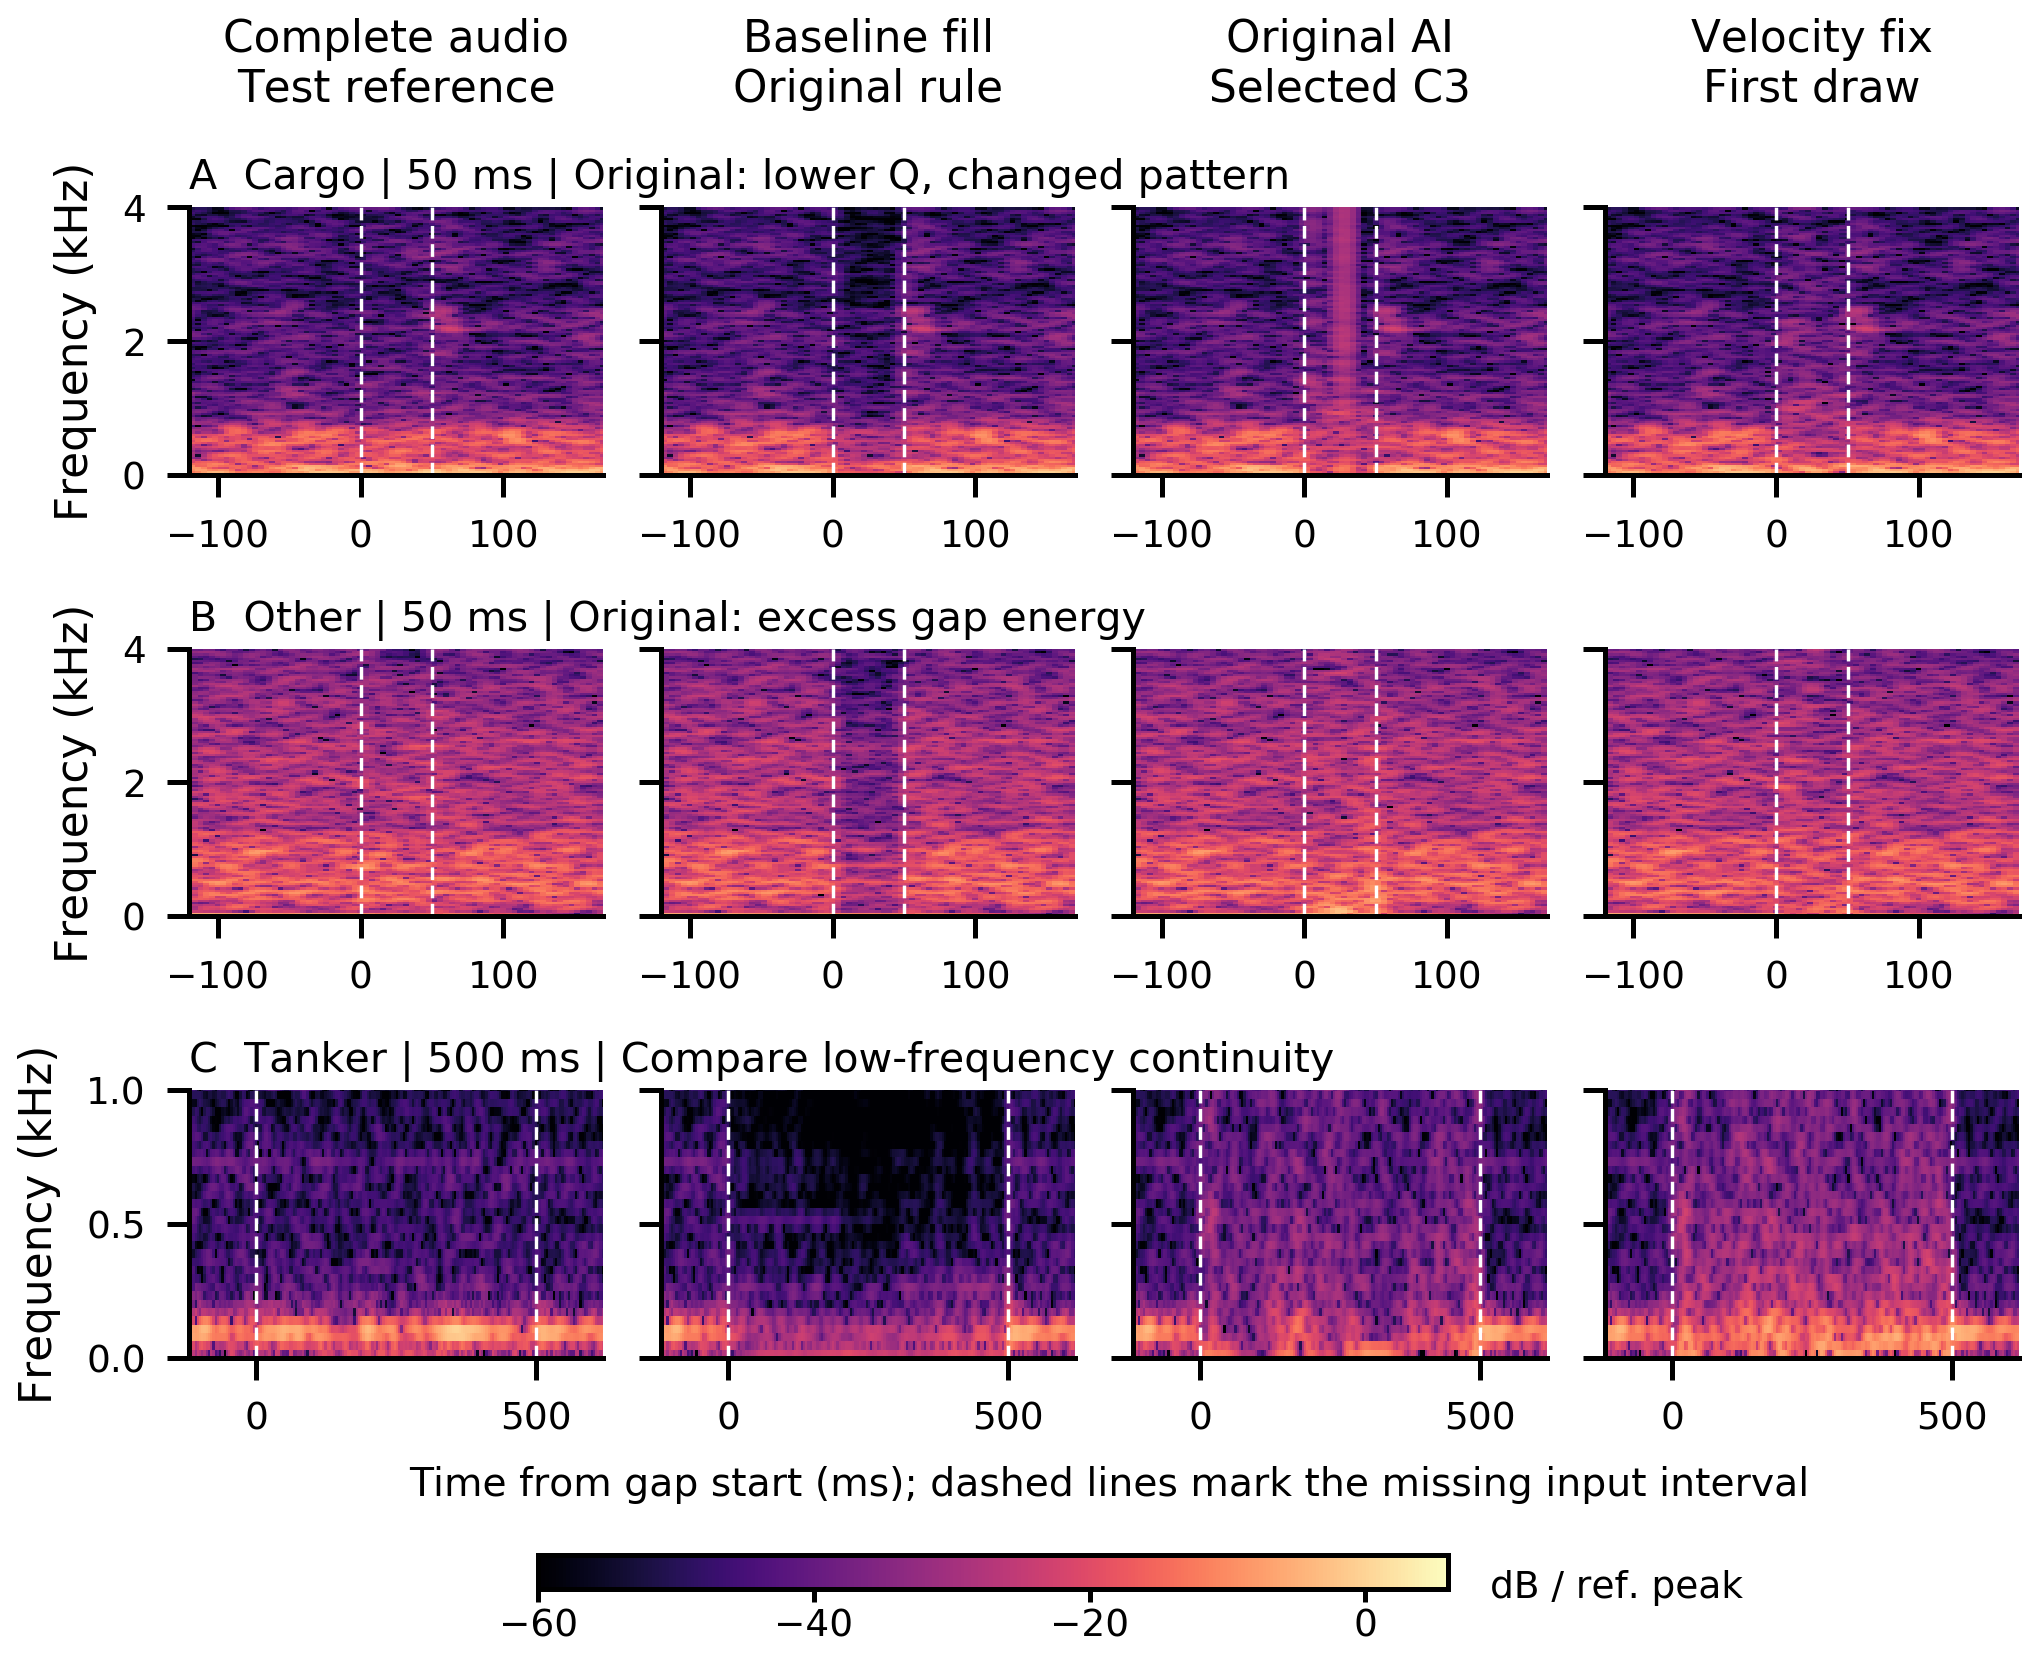 Complete audio
Test reference
Baseline fill
Original rule
Original AI
Selected C3
Velocity fix
First draw
A  Cargo | 50 ms | Original: lower Q, changed pattern
Frequency (kHz)
4
2
0
−100 0 100
−100 0 100
−100 0 100
−100 0 100
B  Other | 50 ms | Original: excess gap energy
Frequency (kHz)
4
2
0
−100 0 100
−100 0 100
−100 0 100
−100 0 100
C  Tanker | 500 ms | Compare low-frequency continuity
Frequency (kHz)
1.0
0.5
0.0
0 500
0 500
0 500
0 500
Time from gap start (ms); dashed lines mark the missing input interval
dB / ref. peak
−60 −40 −20 0